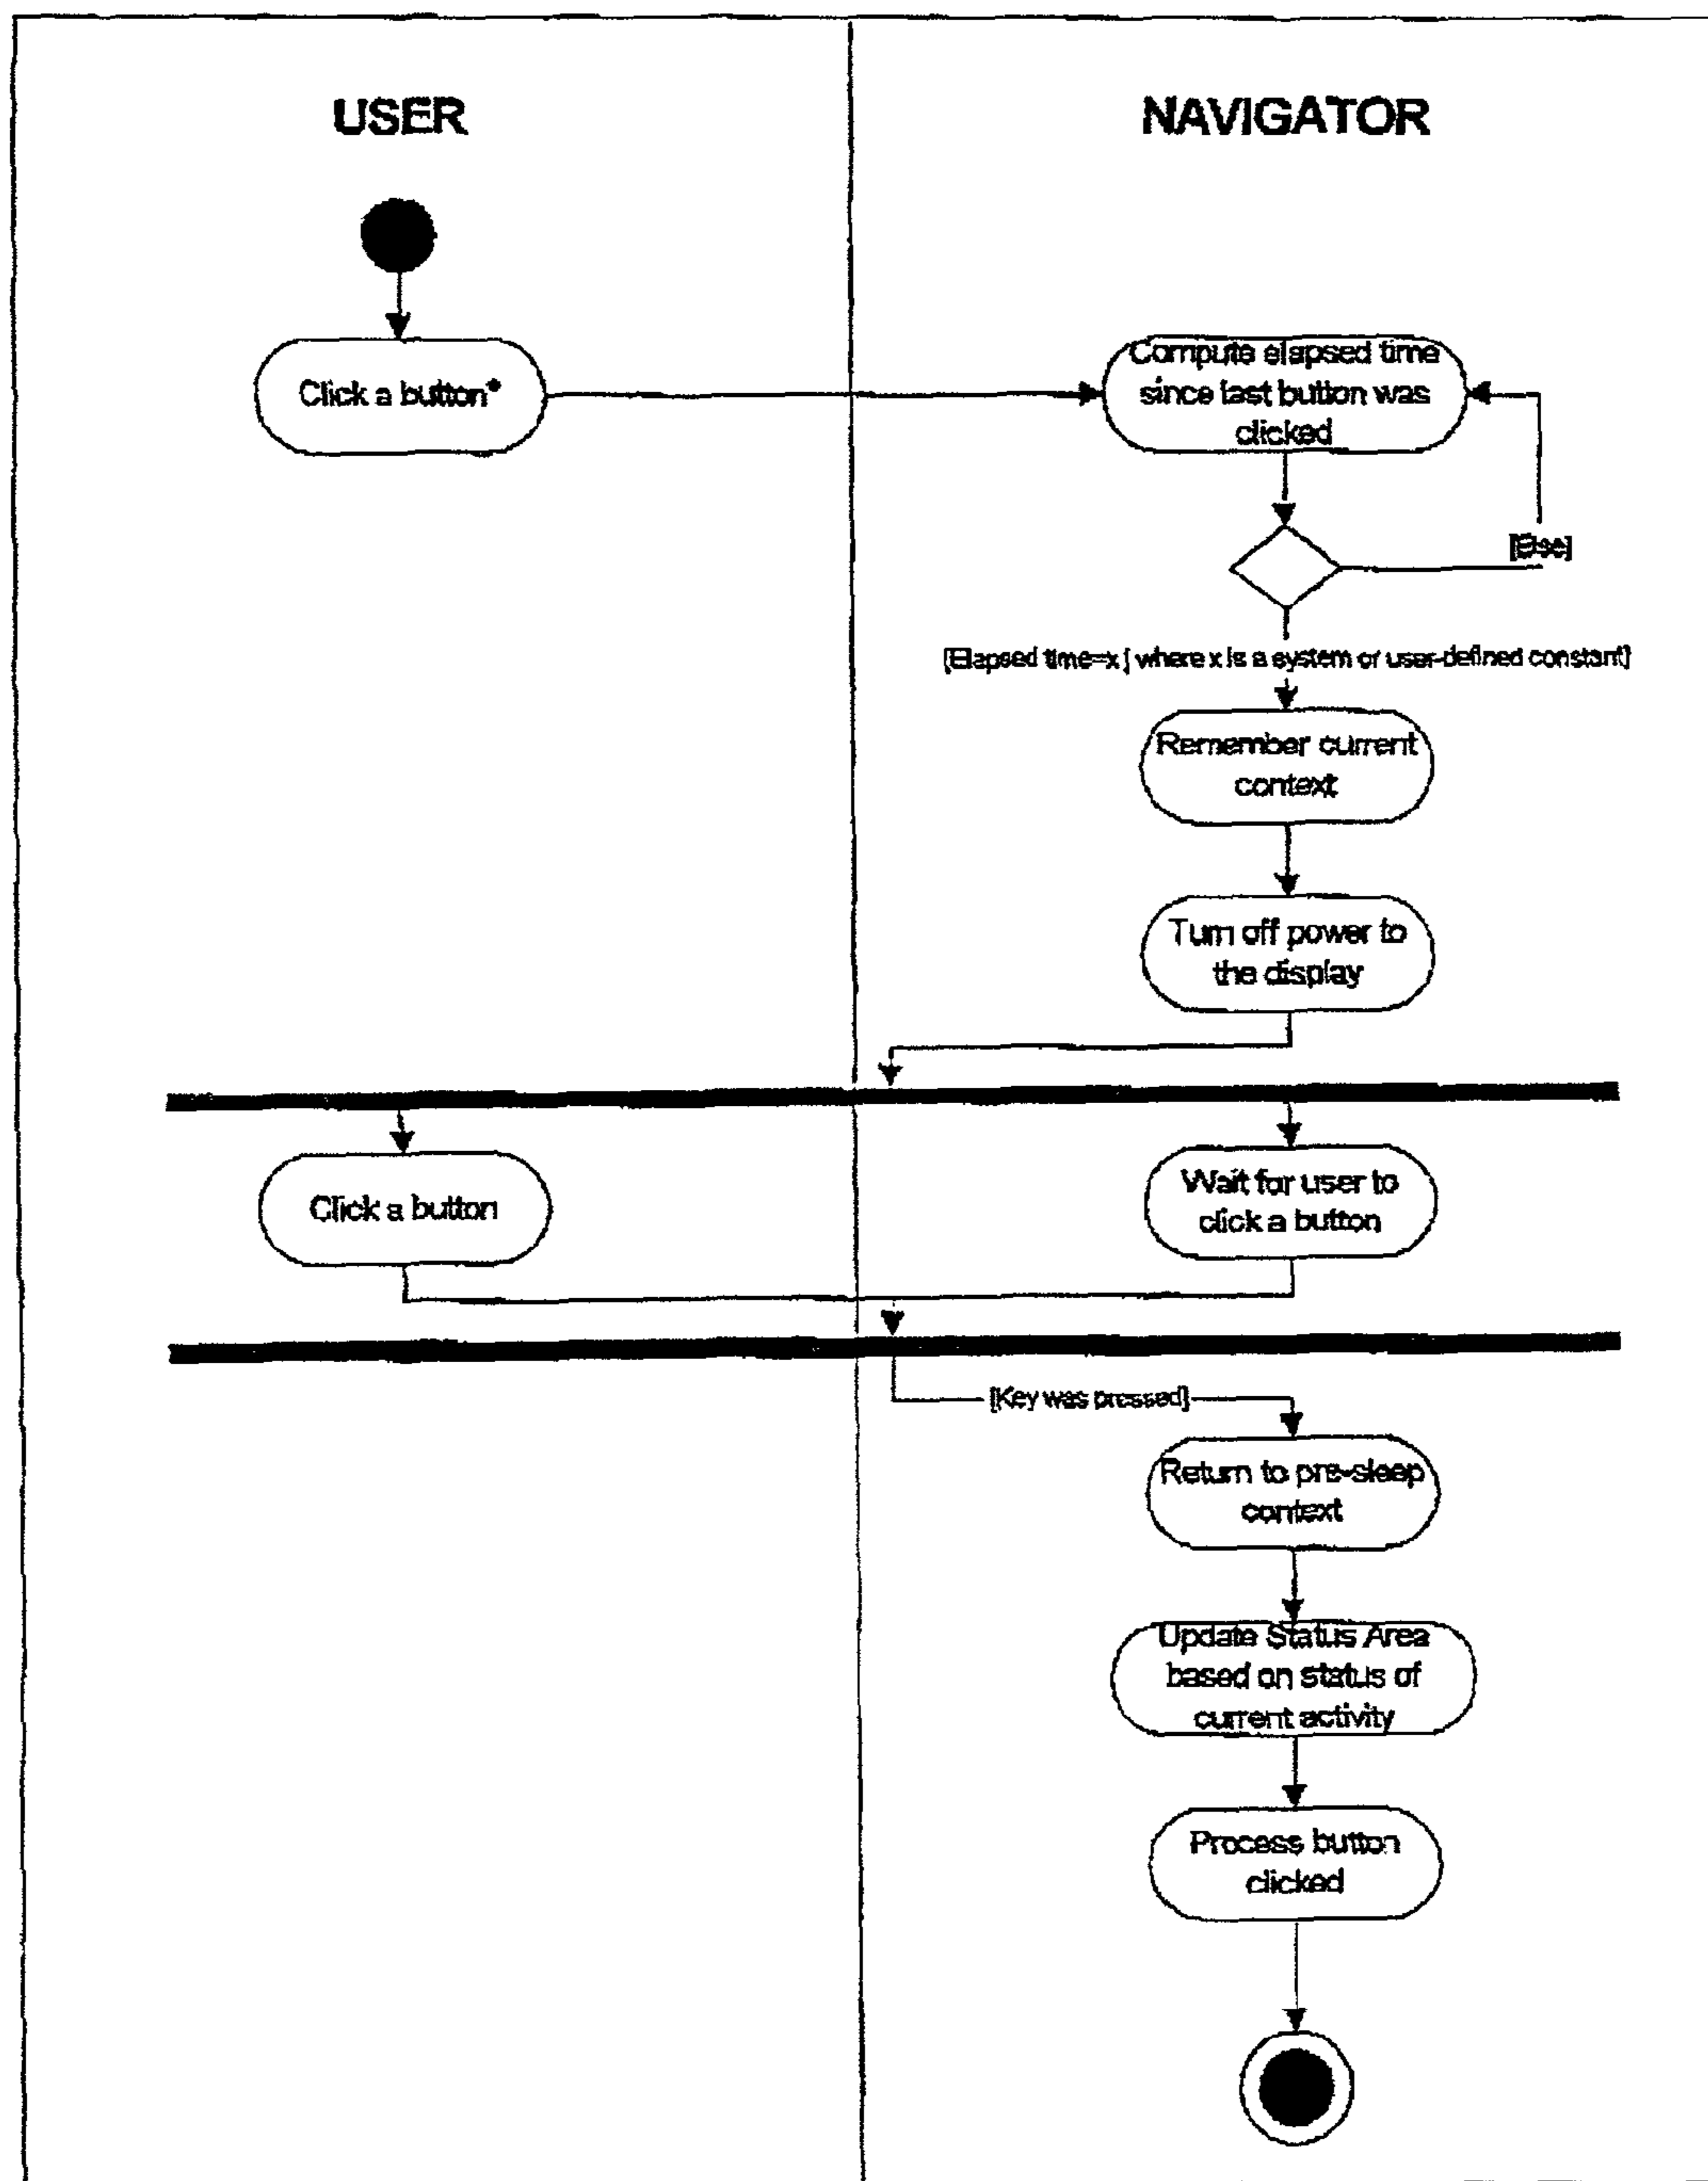 USER
NAVIGATOR
Click a button*
Compute elapsed time
since last button was
clicked
[Else]
[Elapsed time=x [ where x is a system or user-defined constant]
Remember current
context
Turn off power to
the display
Click a button
Wait for user to
click a button
[Key was pressed]
Return to pre-sleep
context
Update Status Area
based on status of
current activity
Process button
clicked